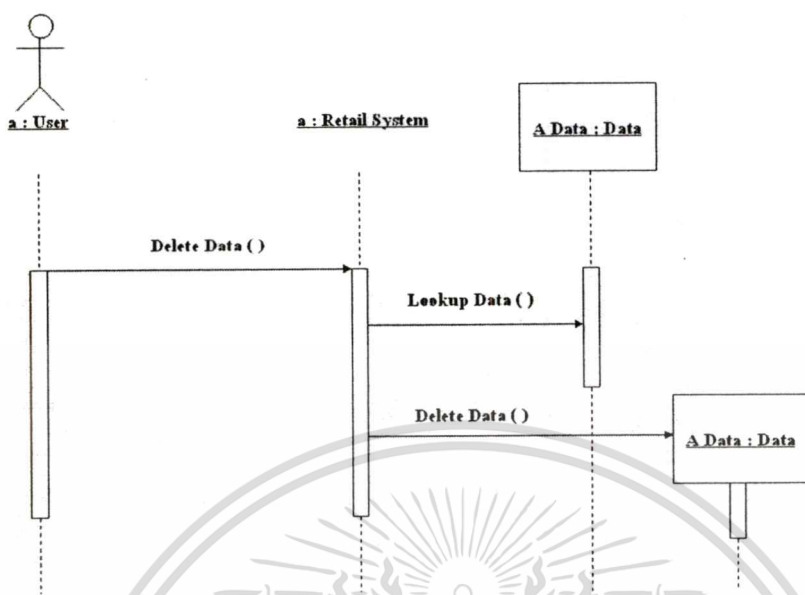 a : User
a : Retail System
A Data : Data
Delete Data ( )
Lookup Data ( )
Delete Data ( )
A Data : Data